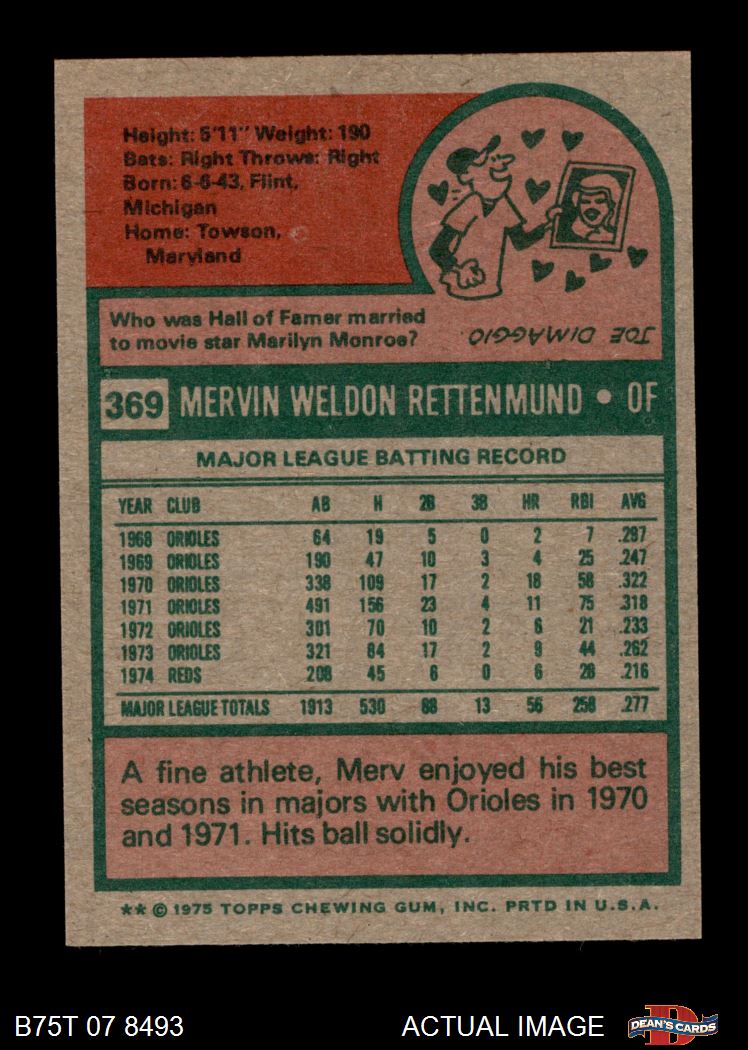 Height: 5'11" Weight: 190
Bats: Right Throws: Right
Born: 6-6-43, Flint,
Michigan
Home: Towson,
Maryland
Who was Hall of Famer married
to movie star Marilyn Monroe?
JOE DIMAGGIO
369 MERVIN WELDON RETTENMUND • OF
MAJOR LEAGUE BATTING RECORD
YEAR CLUB AB H 2B 3B HR RBI AVG
1968 ORIOLES 64 19 5 0 2 7 .297
1969 ORIOLES 190 47 10 3 4 25 .247
1970 ORIOLES 338 109 17 2 18 58 .322
1971 ORIOLES 491 156 23 4 11 75 .318
1972 ORIOLES 301 70 10 2 6 21 .233
1973 ORIOLES 321 84 17 2 9 44 .262
1974 REDS 208 45 6 0 6 28 .216
MAJOR LEAGUE TOTALS 1913 530 88 13 56 258 .277
A fine athlete, Merv enjoyed his best
seasons in majors with Orioles in 1970
and 1971. Hits ball solidly.
** © 1975 TOPPS CHEWING GUM, INC. PRTD IN U.S.A.
B75T 07 8493 ACTUAL IMAGE D DEAN'S CARDS